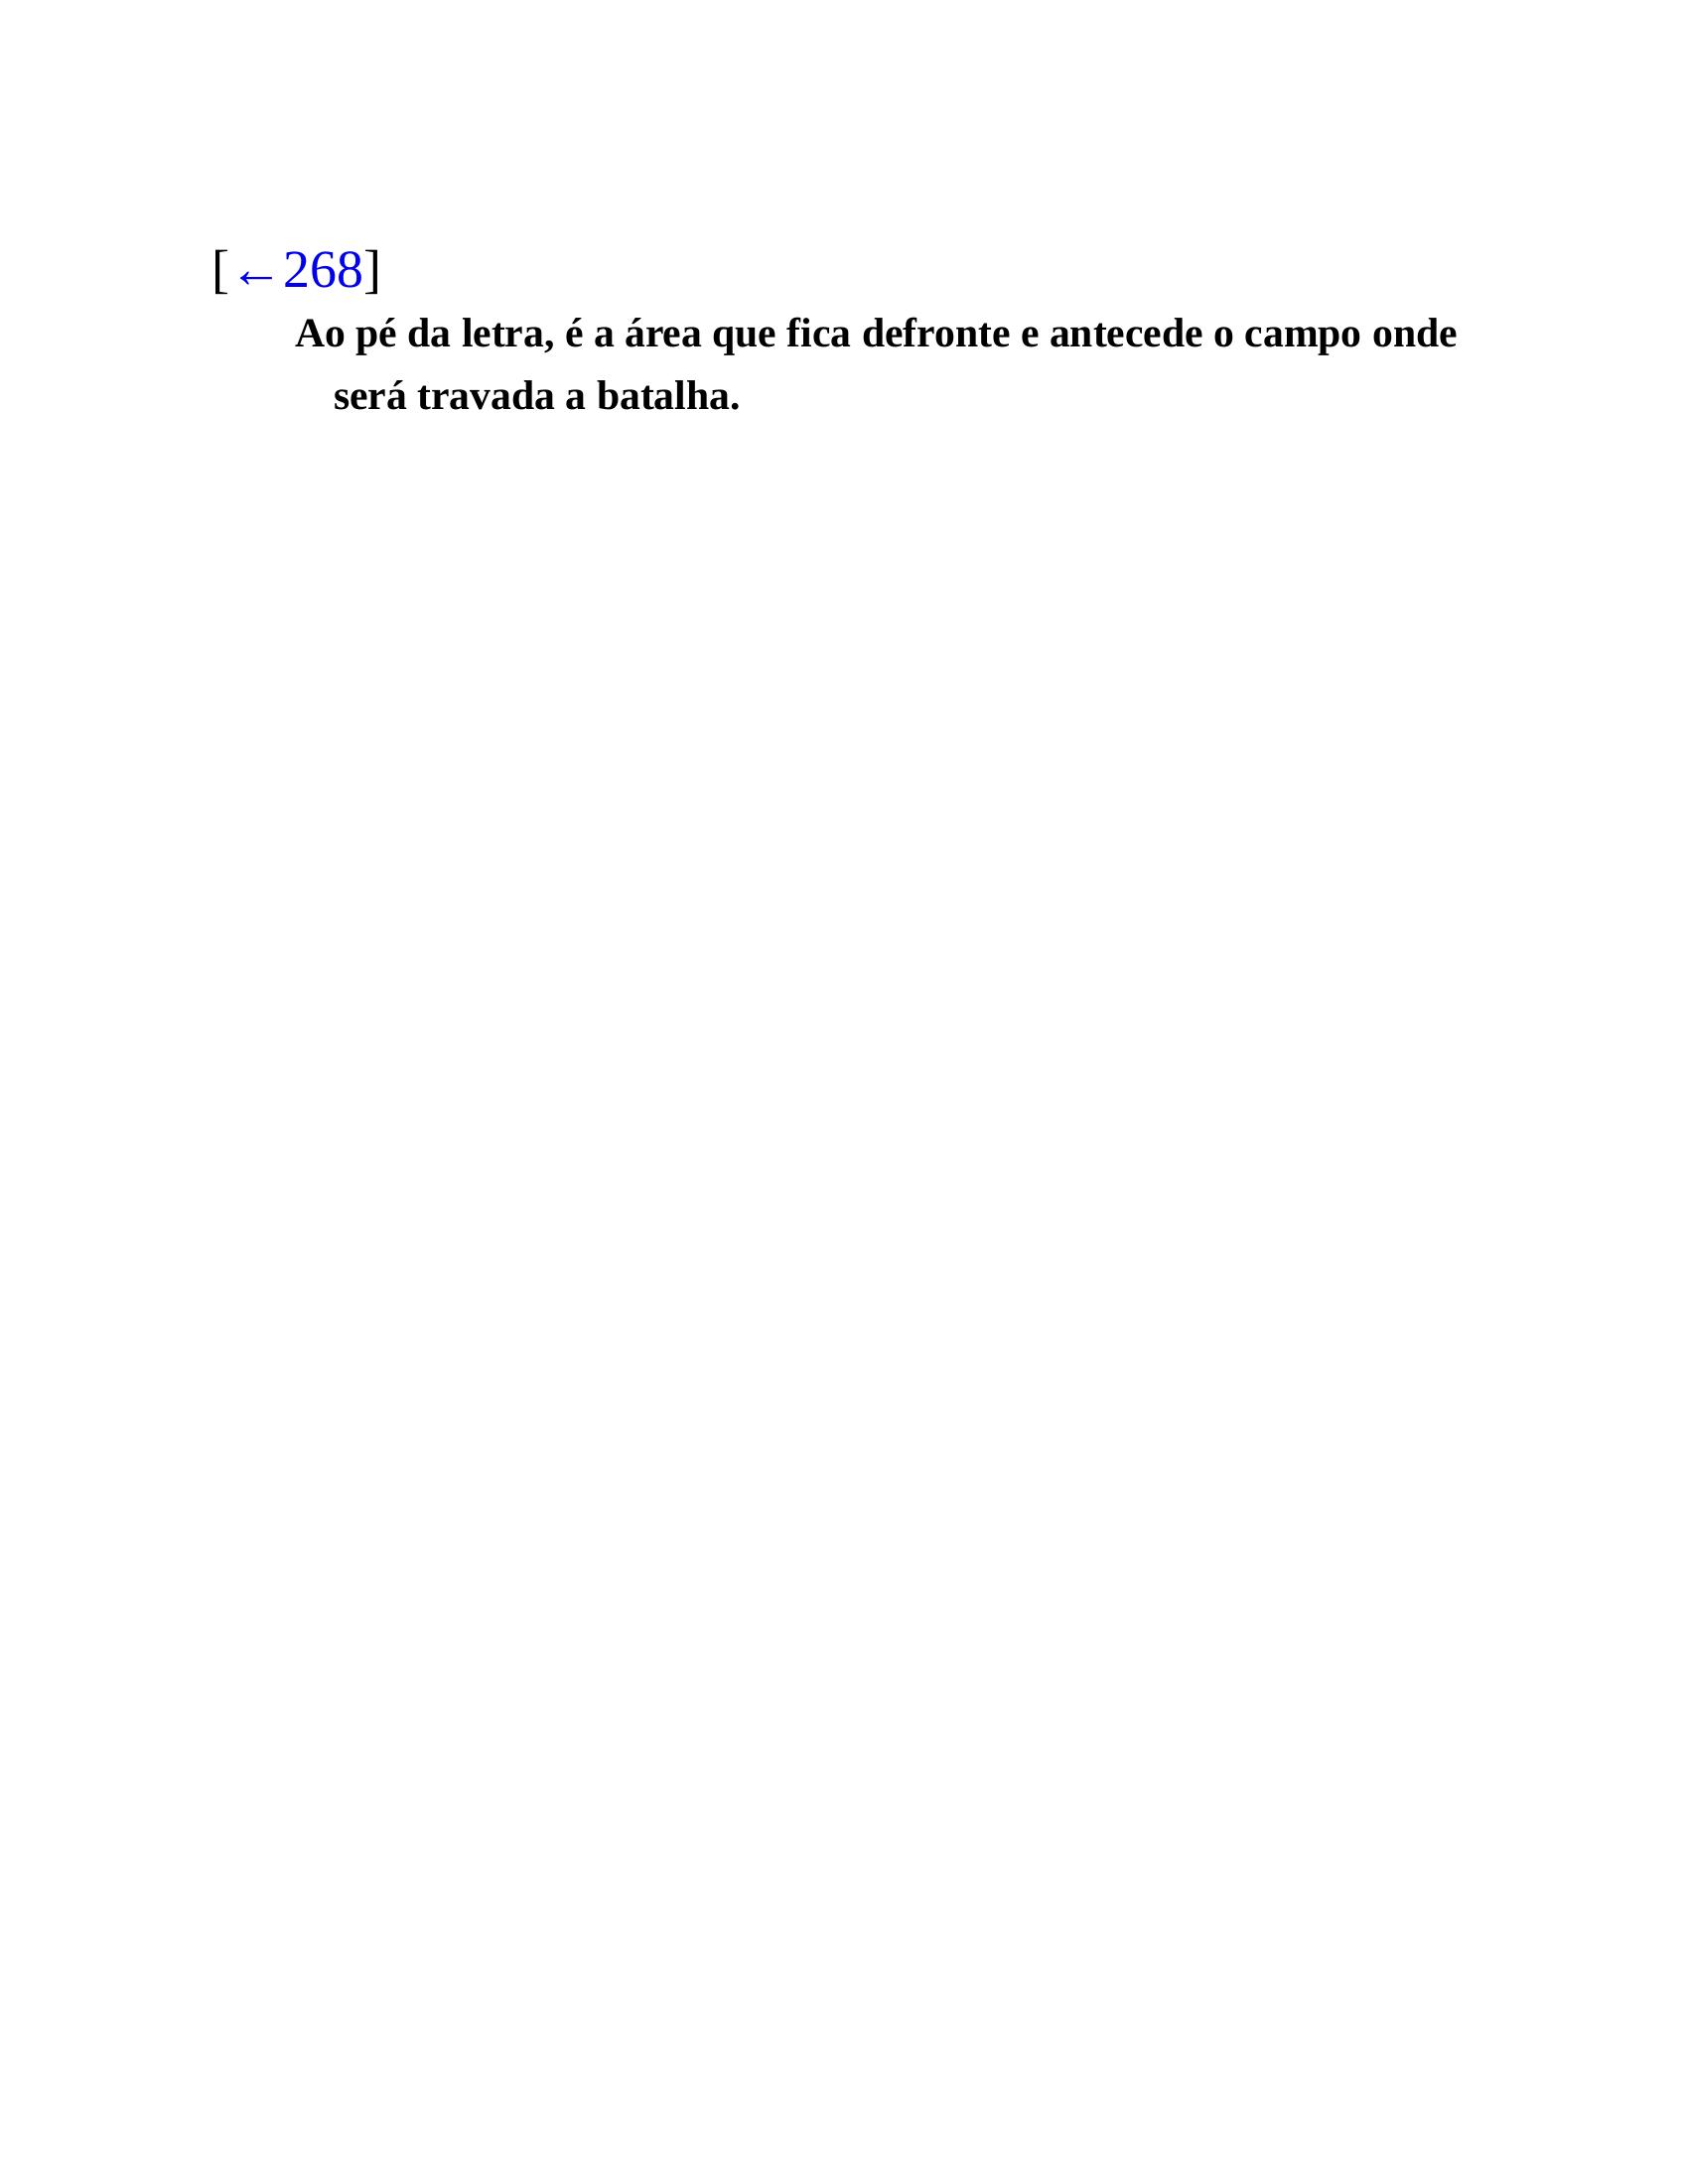 [←268]
Ao pé da letra, é a área que fica defronte e antecede o campo onde
será travada a batalha.